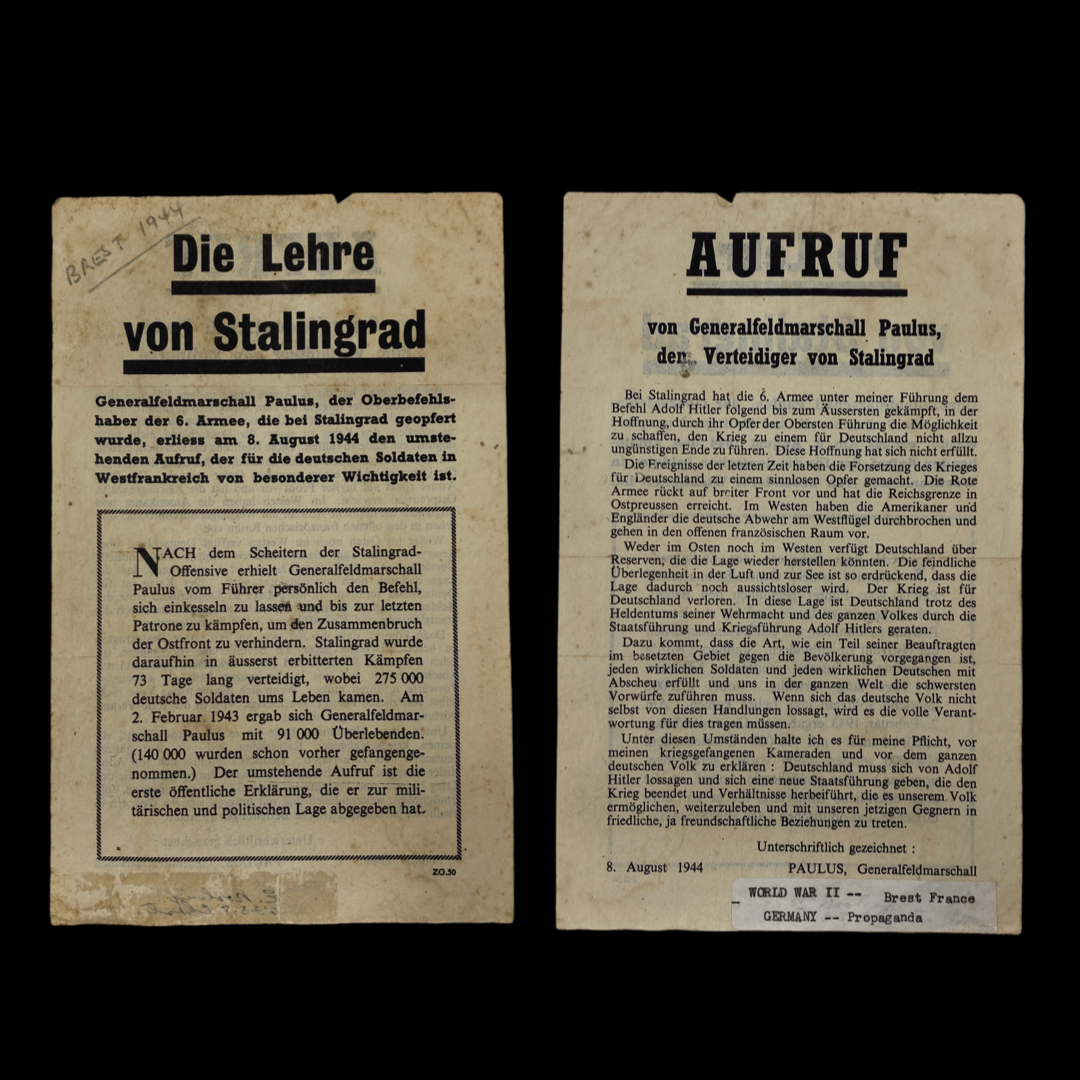 BREST 1944
Die Lehre
von Stalingrad
Generalfeldmarschall Paulus, der Oberbefehls-
haber der 6. Armee, die bei Stalingrad geopfert
wurde, erliess am 8. August 1944 den umste-
henden Aufruf, der für die deutschen Soldaten in
Westfrankreich von besonderer Wichtigkeit ist.
NACH dem Scheitern der Stalingrad-
Offensive erhielt Generalfeldmarschall
Paulus vom Führer persönlich den Befehl,
sich einkesseln zu lassen und bis zur letzten
Patrone zu kämpfen, um den Zusammenbruch
der Ostfront zu verhindern. Stalingrad wurde
daraufhin in äusserst erbitterten Kämpfen
73 Tage lang verteidigt, wobei 275 000
deutsche Soldaten ums Leben kamen. Am
2. Februar 1943 ergab sich Generalfeldmar-
schall Paulus mit 91 000 Überlebenden.
(140 000 wurden schon vorher gefangenge-
nommen.) Der umstehende Aufruf ist die
erste öffentliche Erklärung, die er zur mili-
tärischen und politischen Lage abgegeben hat.
ZG.50
AUFRUF
von Generalfeldmarschall Paulus,
dem Verteidiger von Stalingrad
Bei Stalingrad hat die 6. Armee unter meiner Führung dem
Befehl Adolf Hitler folgend bis zum Äussersten gekämpft, in der
Hoffnung, durch ihr Opfer der Obersten Führung die Möglichkeit
zu schaffen, den Krieg zu einem für Deutschland nicht allzu
ungünstigen Ende zu führen. Diese Hoffnung hat sich nicht erfüllt.
Die Ereignisse der letzten Zeit haben die Forsetzung des Krieges
für Deutschland zu einem sinnlosen Opfer gemacht. Die Rote
Armee rückt auf breiter Front vor und hat die Reichsgrenze in
Ostpreussen erreicht. Im Westen haben die Amerikaner und
Engländer die deutsche Abwehr am Westflügel durchbrochen und
gehen in den offenen französischen Raum vor.
Weder im Osten noch im Westen verfügt Deutschland über
Reserven, die die Lage wieder herstellen könnten. Die feindliche
Überlegenheit in der Luft und zur See ist so erdrückend, dass die
Lage dadurch noch aussichtsloser wird. Der Krieg ist für
Deutschland verloren. In diese Lage ist Deutschland trotz des
Heldentums seiner Wehrmacht und des ganzen Volkes durch die
Staatsführung und Kriegsführung Adolf Hitlers geraten.
Dazu kommt, dass die Art, wie ein Teil seiner Beauftragten
im besetzten Gebiet gegen die Bevölkerung vorgegangen ist,
jeden wirklichen Soldaten und jeden wirklichen Deutschen mit
Abscheu erfüllt und uns in der ganzen Welt die schwersten
Vorwürfe zuführen muss. Wenn sich das deutsche Volk nicht
selbst von diesen Handlungen lossagt, wird es die volle Verant-
wortung für dies tragen müssen.
Unter diesen Umständen halte ich es für meine Pflicht, vor
meinen kriegsgefangenen Kameraden und vor dem ganzen
deutschen Volk zu erklären : Deutschland muss sich von Adolf
Hitler lossagen und sich eine neue Staatsführung geben, die den
Krieg beendet und Verhältnisse herbeiführt, die es unserem Volk
ermöglichen, weiterzuleben und mit unseren jetzigen Gegnern in
friedliche, ja freundschaftliche Beziehungen zu treten.
Unterschriftlich gezeichnet :
8. August 1944 PAULUS, Generalfeldmarschall
WORLD WAR II -- Brest France
GERMANY -- Propaganda